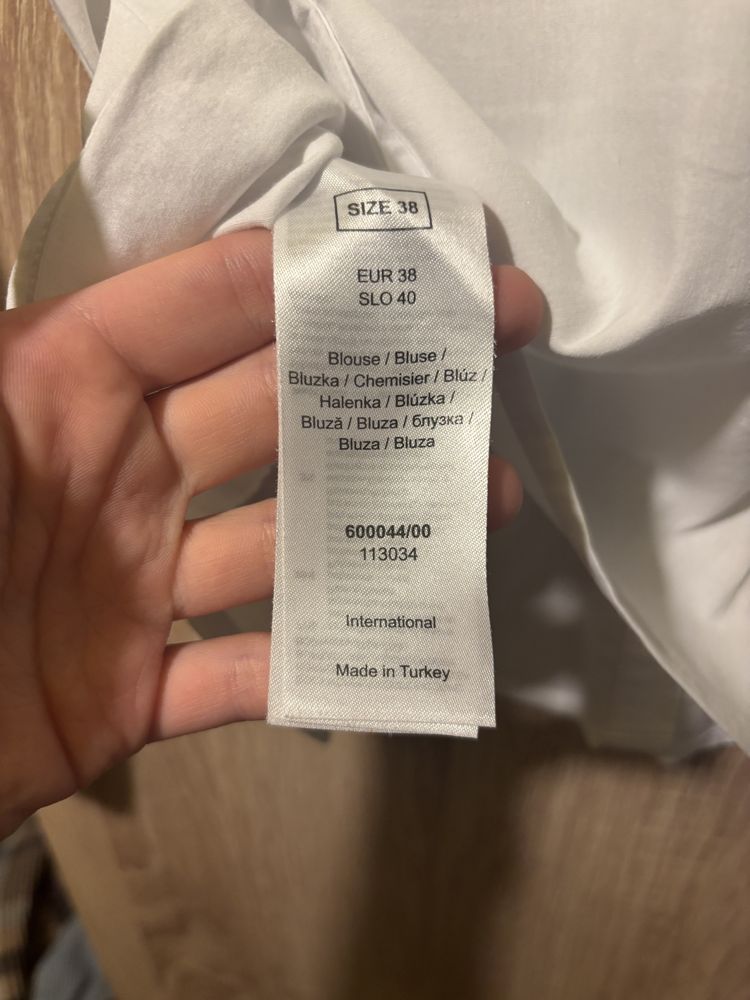 SIZE 38
EUR 38
SLO 40
Blouse / Bluse /
Bluzka / Chemisier / Blúz /
Halenka / Blúzka /
Bluză / Bluza / блузка /
Bluza / Bluza
600044/00
113034
International
Made in Turkey